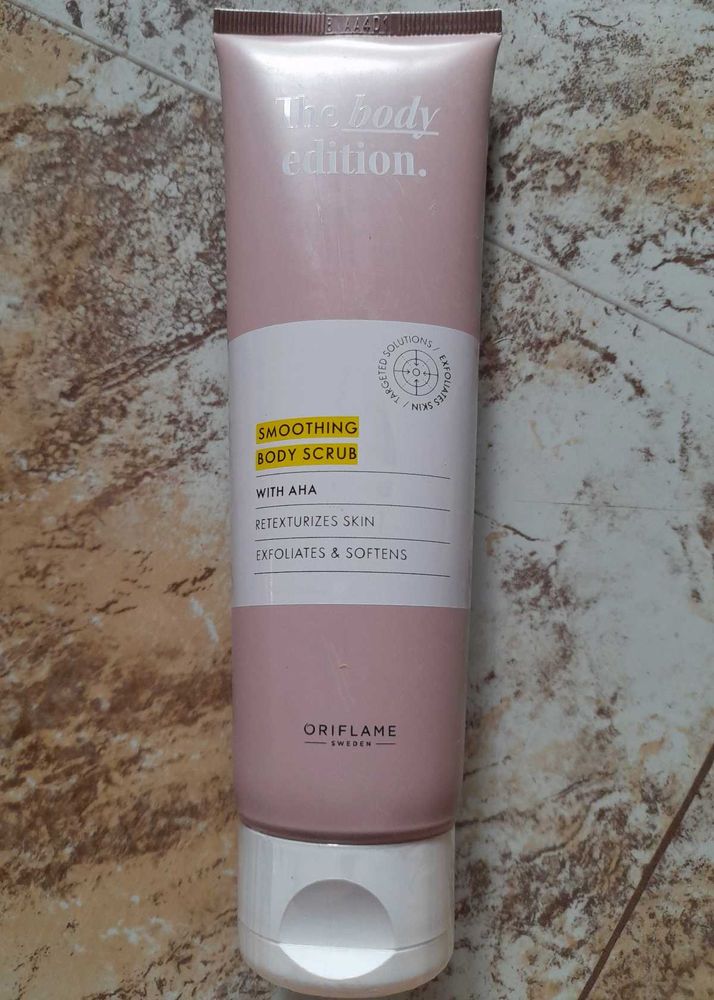 The body
edition.
TARGETED SOLUTIONS / EXFOLIATES SKIN /
SMOOTHING
BODY SCRUB
WITH AHA
RETEXTURIZES SKIN
EXFOLIATES & SOFTENS
ORIFLAME
SWEDEN